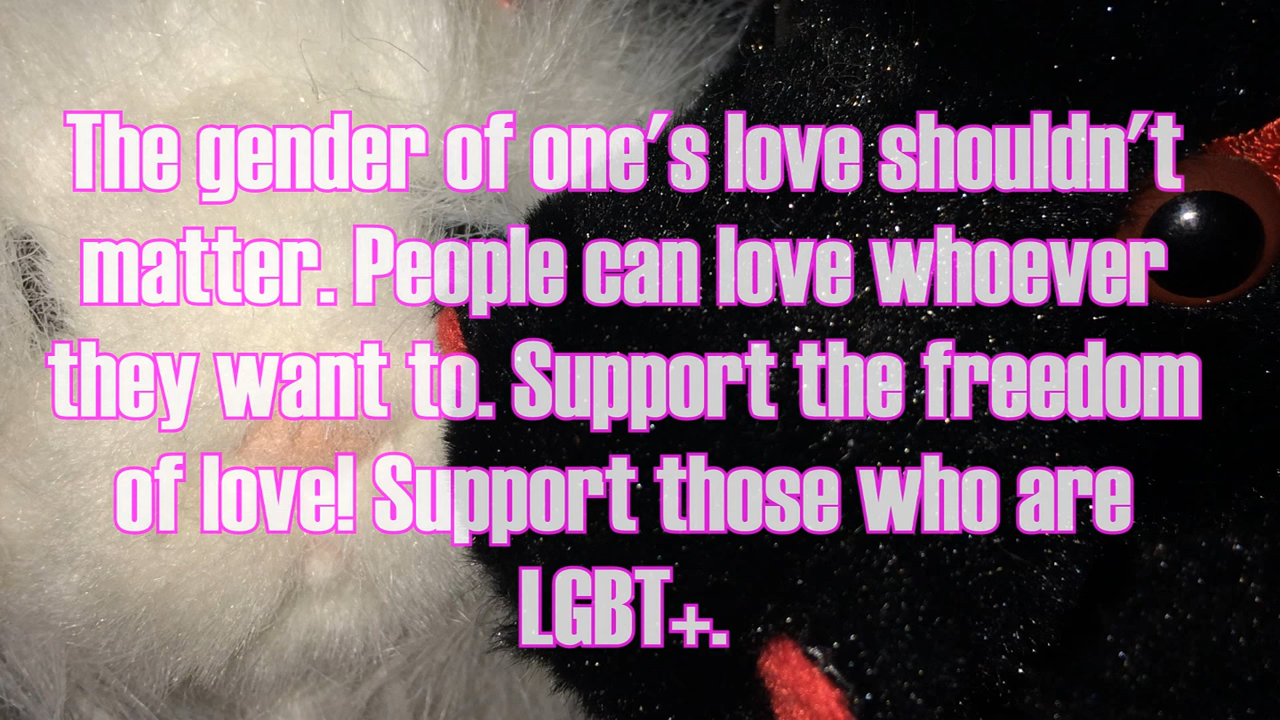 The gender of one's love shouldn't
matter. People can love whoever
they want to. Support the freedom
of love! Support those who are
LGBT+.